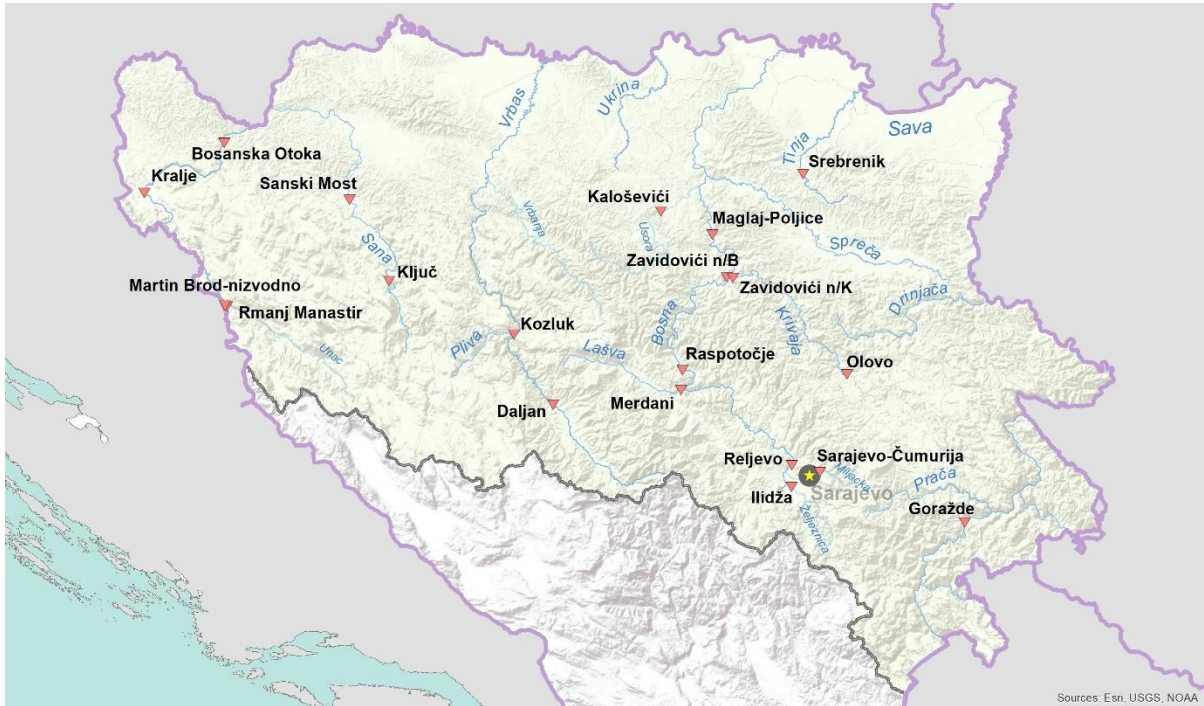 Vrbas
Ukrina
Sava
Tinja
Bosanska Otoka
Srebrenik
Kralje
Sanski Most
Kaloševići
Vrbanja
Maglaj-Poljice
Usora
Spreča
Sana
Zavidovići n/B
Ključ
Zavidovići n/K
Martin Brod-nizvodno
Drinjača
Rmanj Manastir
Krivaja
Bosna
Kozluk
Pliva
Lašva
Unac
Raspotočje
Olovo
Merdani
Daljan
Reljevo
Sarajevo-Čumurija
Miljacka
Prača
Ilidža
Sarajevo
Goražde
Željeznica
Sources: Esri, USGS, NOAA